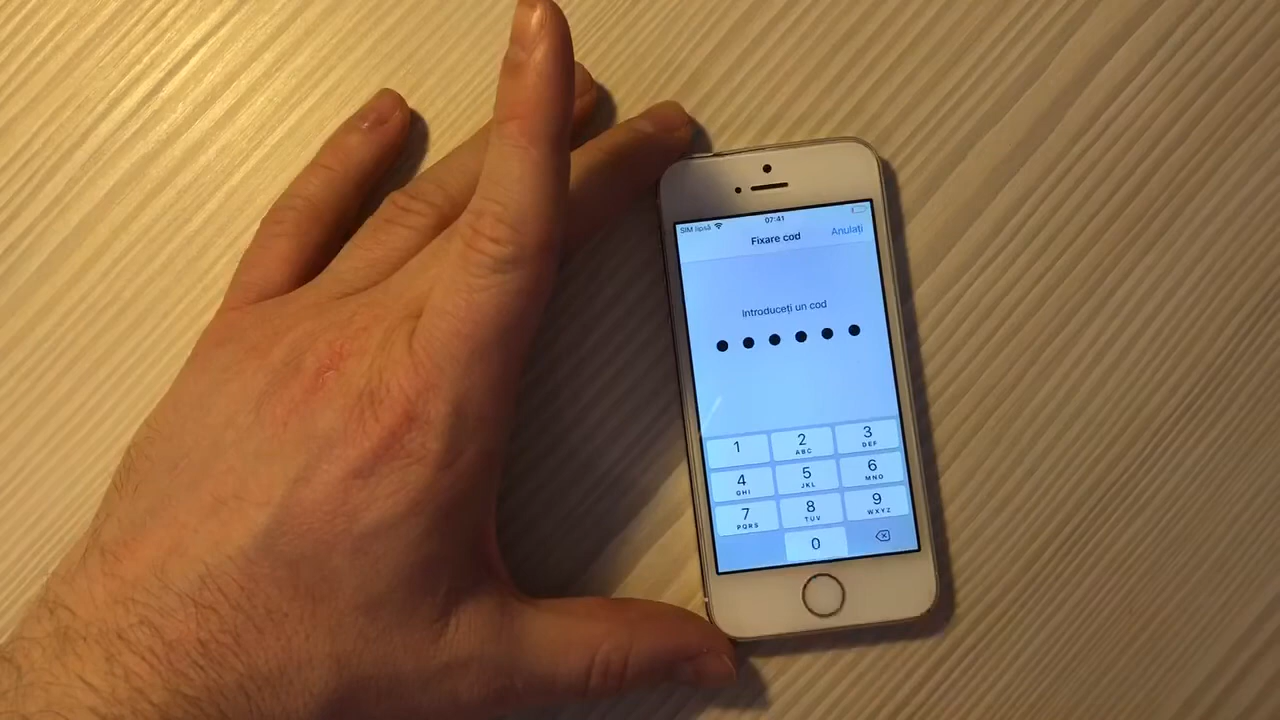 SIM lipsă 07:41
Fixare cod Anulați
Introduceți un cod
1 2 3
ABC DEF
4 5 6
GHI JKL MNO
7 8 9
PQRS TUV WXYZ
0